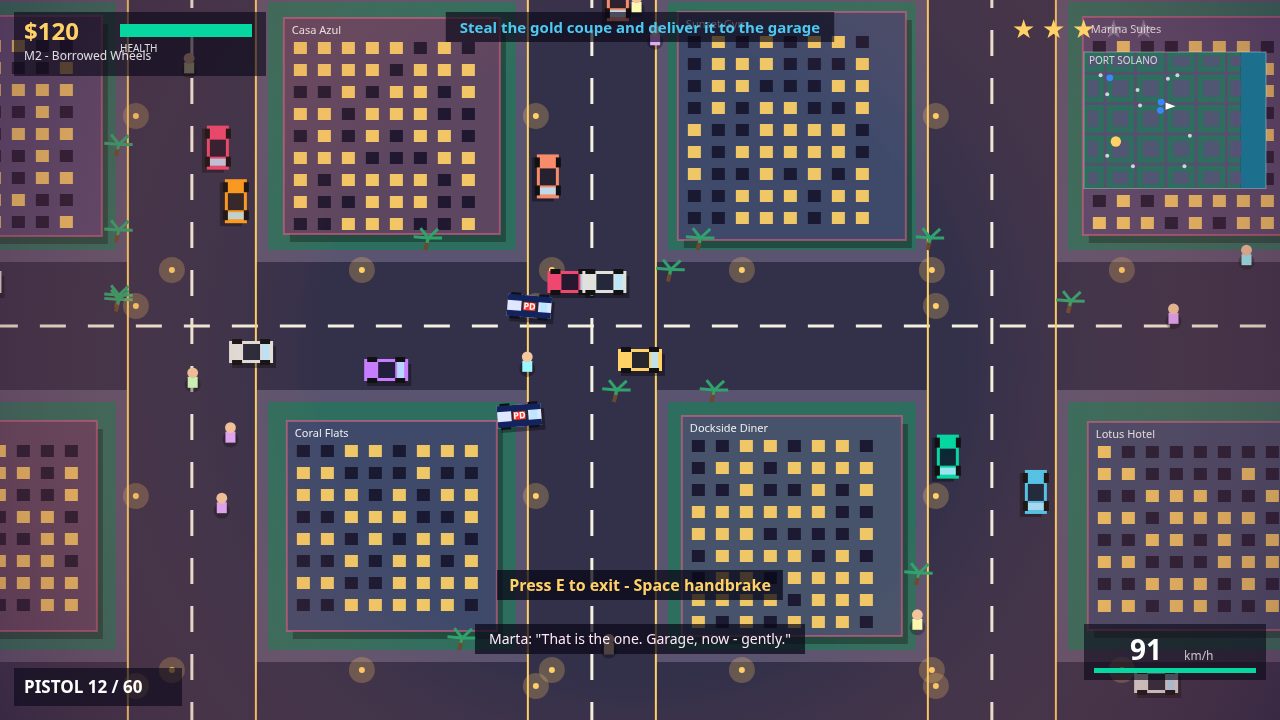 $120
HEALTH
M2 - Borrowed Wheels
Casa Azul
Steal the gold coupe and deliver it to the garage
Marina Suites
PORT SOLANO
PD
PD
Coral Flats
Dockside Diner
Lotus Hotel
Press E to exit - Space handbrake
Marta: "That is the one. Garage, now - gently."
PISTOL 12 / 60
91 km/h